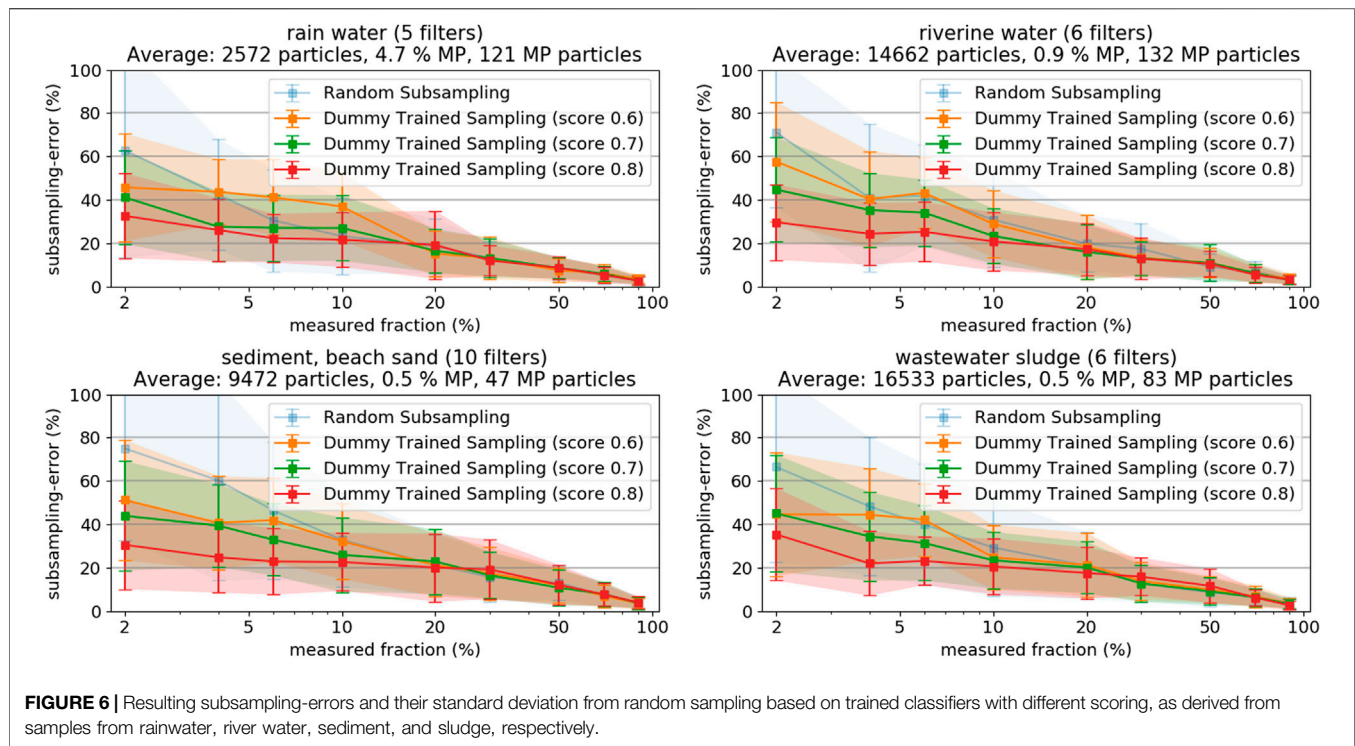 rain water (5 filters)
Average: 2572 particles, 4.7 % MP, 121 MP particles
subsampling-error (%)
100
80
60
40
20
0
Random Subsampling
Dummy Trained Sampling (score 0.6)
Dummy Trained Sampling (score 0.7)
Dummy Trained Sampling (score 0.8)
2 5 10 20 50 100
measured fraction (%)
riverine water (6 filters)
Average: 14662 particles, 0.9 % MP, 132 MP particles
subsampling-error (%)
100
80
60
40
20
0
Random Subsampling
Dummy Trained Sampling (score 0.6)
Dummy Trained Sampling (score 0.7)
Dummy Trained Sampling (score 0.8)
2 5 10 20 50 100
measured fraction (%)
sediment, beach sand (10 filters)
Average: 9472 particles, 0.5 % MP, 47 MP particles
subsampling-error (%)
100
80
60
40
20
0
Random Subsampling
Dummy Trained Sampling (score 0.6)
Dummy Trained Sampling (score 0.7)
Dummy Trained Sampling (score 0.8)
2 5 10 20 50 100
measured fraction (%)
wastewater sludge (6 filters)
Average: 16533 particles, 0.5 % MP, 83 MP particles
subsampling-error (%)
100
80
60
40
20
0
Random Subsampling
Dummy Trained Sampling (score 0.6)
Dummy Trained Sampling (score 0.7)
Dummy Trained Sampling (score 0.8)
2 5 10 20 50 100
measured fraction (%)
FIGURE 6 | Resulting subsampling-errors and their standard deviation from random sampling based on trained classifiers with different scoring, as derived from
samples from rainwater, river water, sediment, and sludge, respectively.